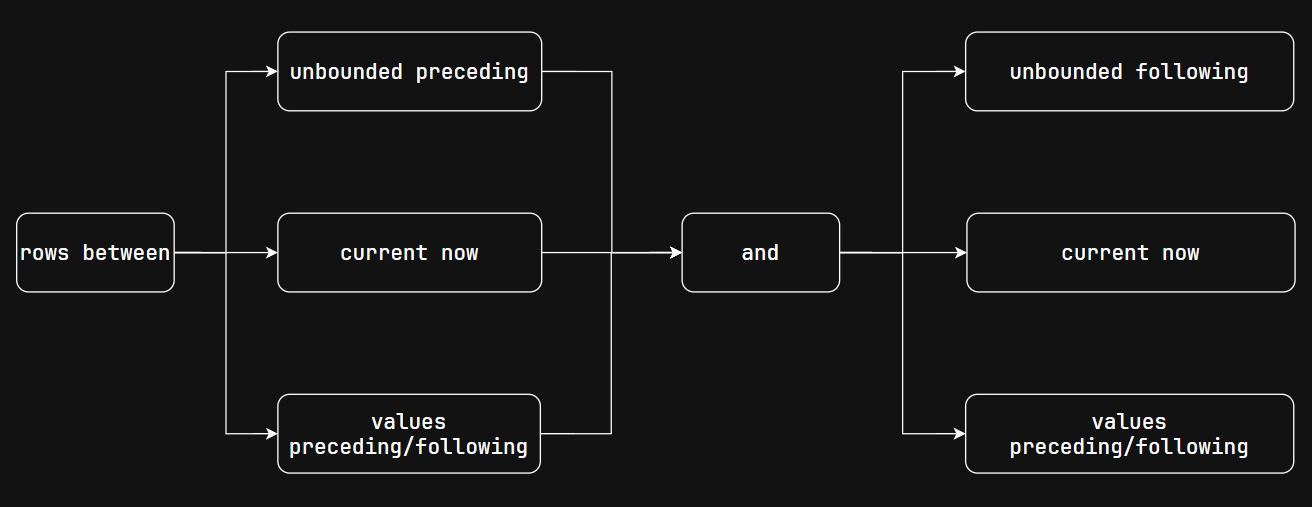 unbounded preceding
unbounded following
rows between
current now
and
current now
values
preceding/following
values
preceding/following